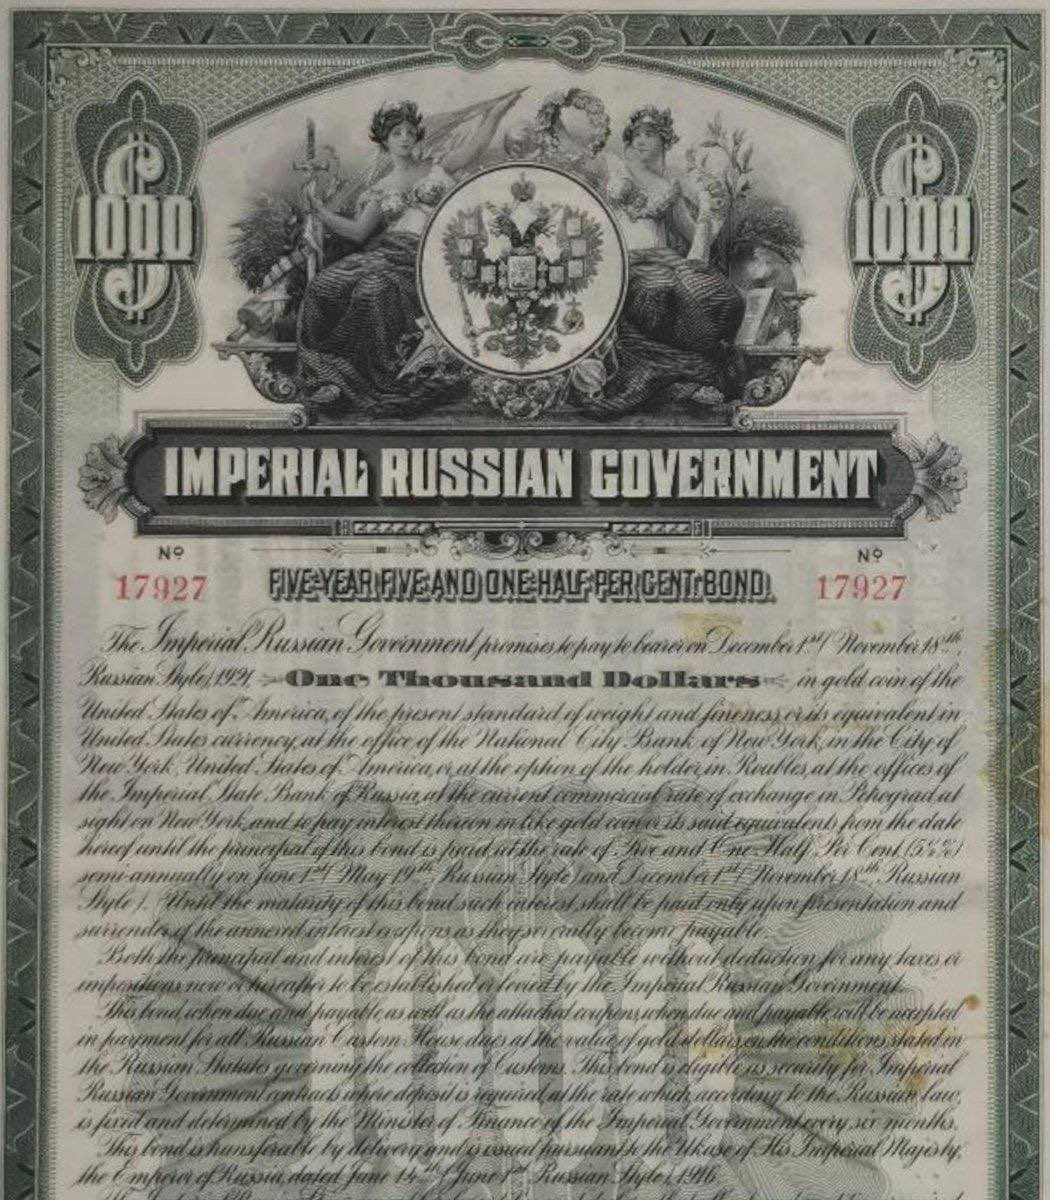 $ 1000
$ 1000
IMPERIAL RUSSIAN GOVERNMENT
Nº Nº
17927 FIVE-YEAR FIVE AND ONE-HALF PER CENT. BOND. 17927
The Imperial Russian Government promises to pay to bearer on December 1st (November 18th,
Russian Style), 1921, One Thousand Dollars in gold coin of the
United States of America, of the present standard of weight and fineness, or its equivalent in
United States currency, at the office of the National City Bank of New York, in the City of
New York, United States of America, or, at the option of the holder, in Roubles, at the offices of
the Imperial State Bank of Russia, at the current commercial rate of exchange in Petrograd at
sight on New York, and to pay interest thereon in like gold coin or its said equivalents from the date
hereof until the principal of this bond is paid, at the rate of Five and One-Half Per Cent. (5½%)
semi-annually on June 1st (May 19th, Russian Style) and December 1st (November 18th, Russian
Style). Until the maturity of this bond such interest shall be paid only upon presentation and
surrender of the annexed interest coupons as they severally become payable.
Both the principal and interest of this bond are payable without deduction for any taxes or
impositions now or hereafter to be established or levied by the Imperial Russian Government.
This bond, when due and payable as well as the attached coupons, when due and payable will be accepted
in payment for all Russian Custom House dues at the value of gold dollars, on the conditions stated in
the Russian Statutes governing the collection of Customs. This bond is eligible as security for Imperial
Russian Government contracts where deposit is required, at the rate which, according to the Russian law,
is fixed and determined by the Minister of Finance of the Imperial Government every six months.
This bond is transferable by delivery and is issued pursuant to the Ukase of His Imperial Majesty,
the Emperor of Russia, dated June 14th (June 1st Russian Style), 1916.
1000